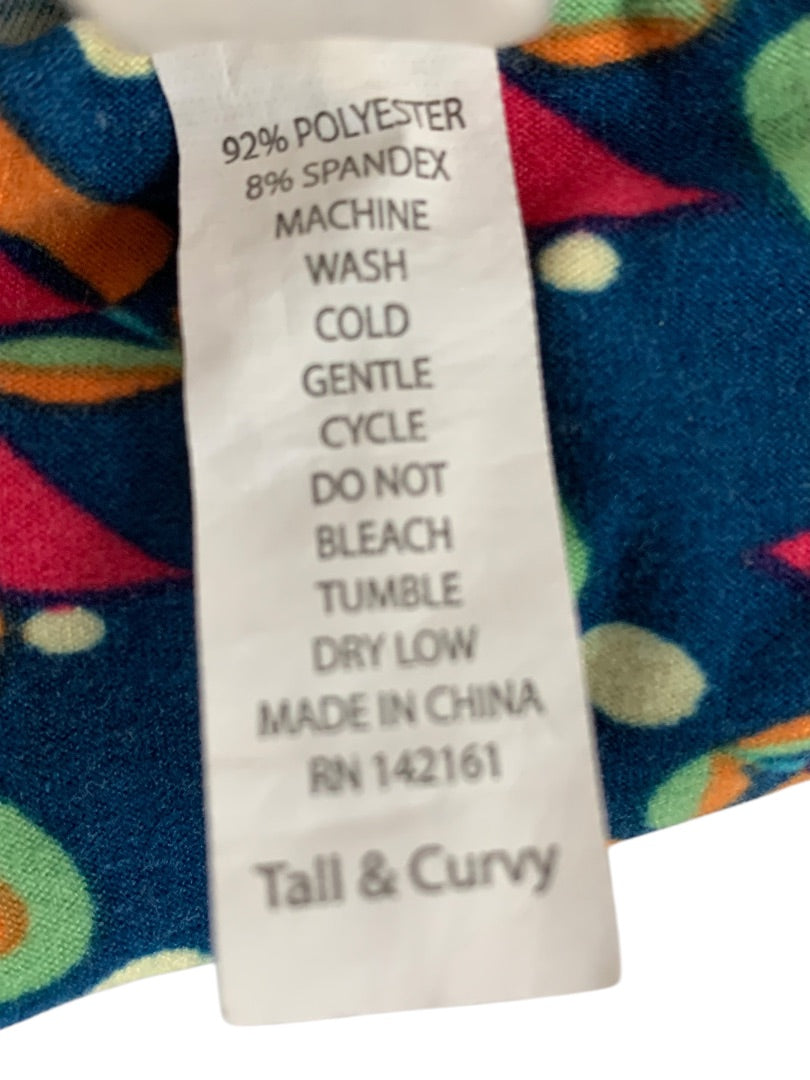 92% POLYESTER
8% SPANDEX
MACHINE
WASH
COLD
GENTLE
CYCLE
DO NOT
BLEACH
TUMBLE
DRY LOW
MADE IN CHINA
RN 142161
Tall & Curvy